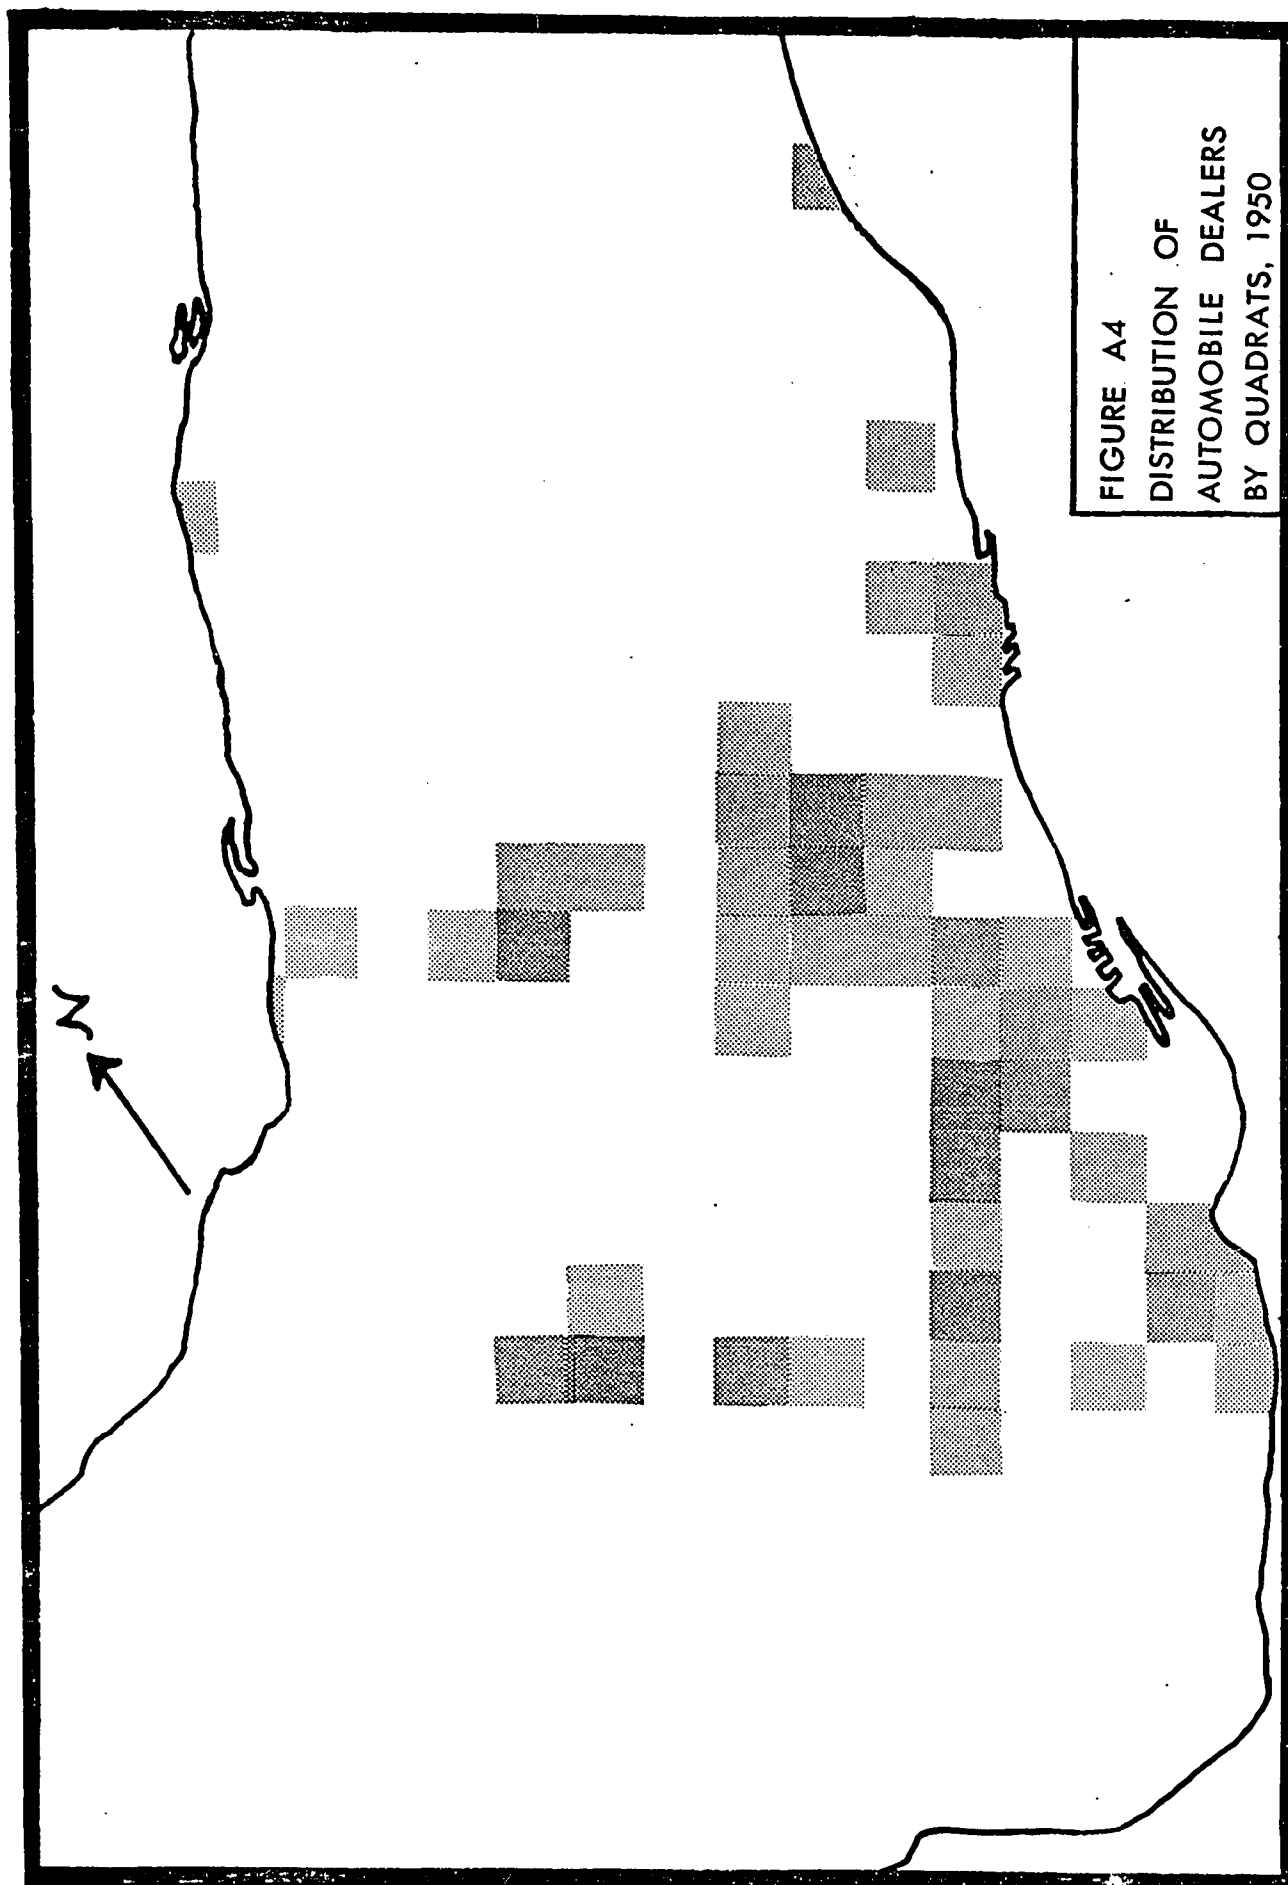 N
FIGURE A4
DISTRIBUTION OF
AUTOMOBILE DEALERS
BY QUADRATS, 1950